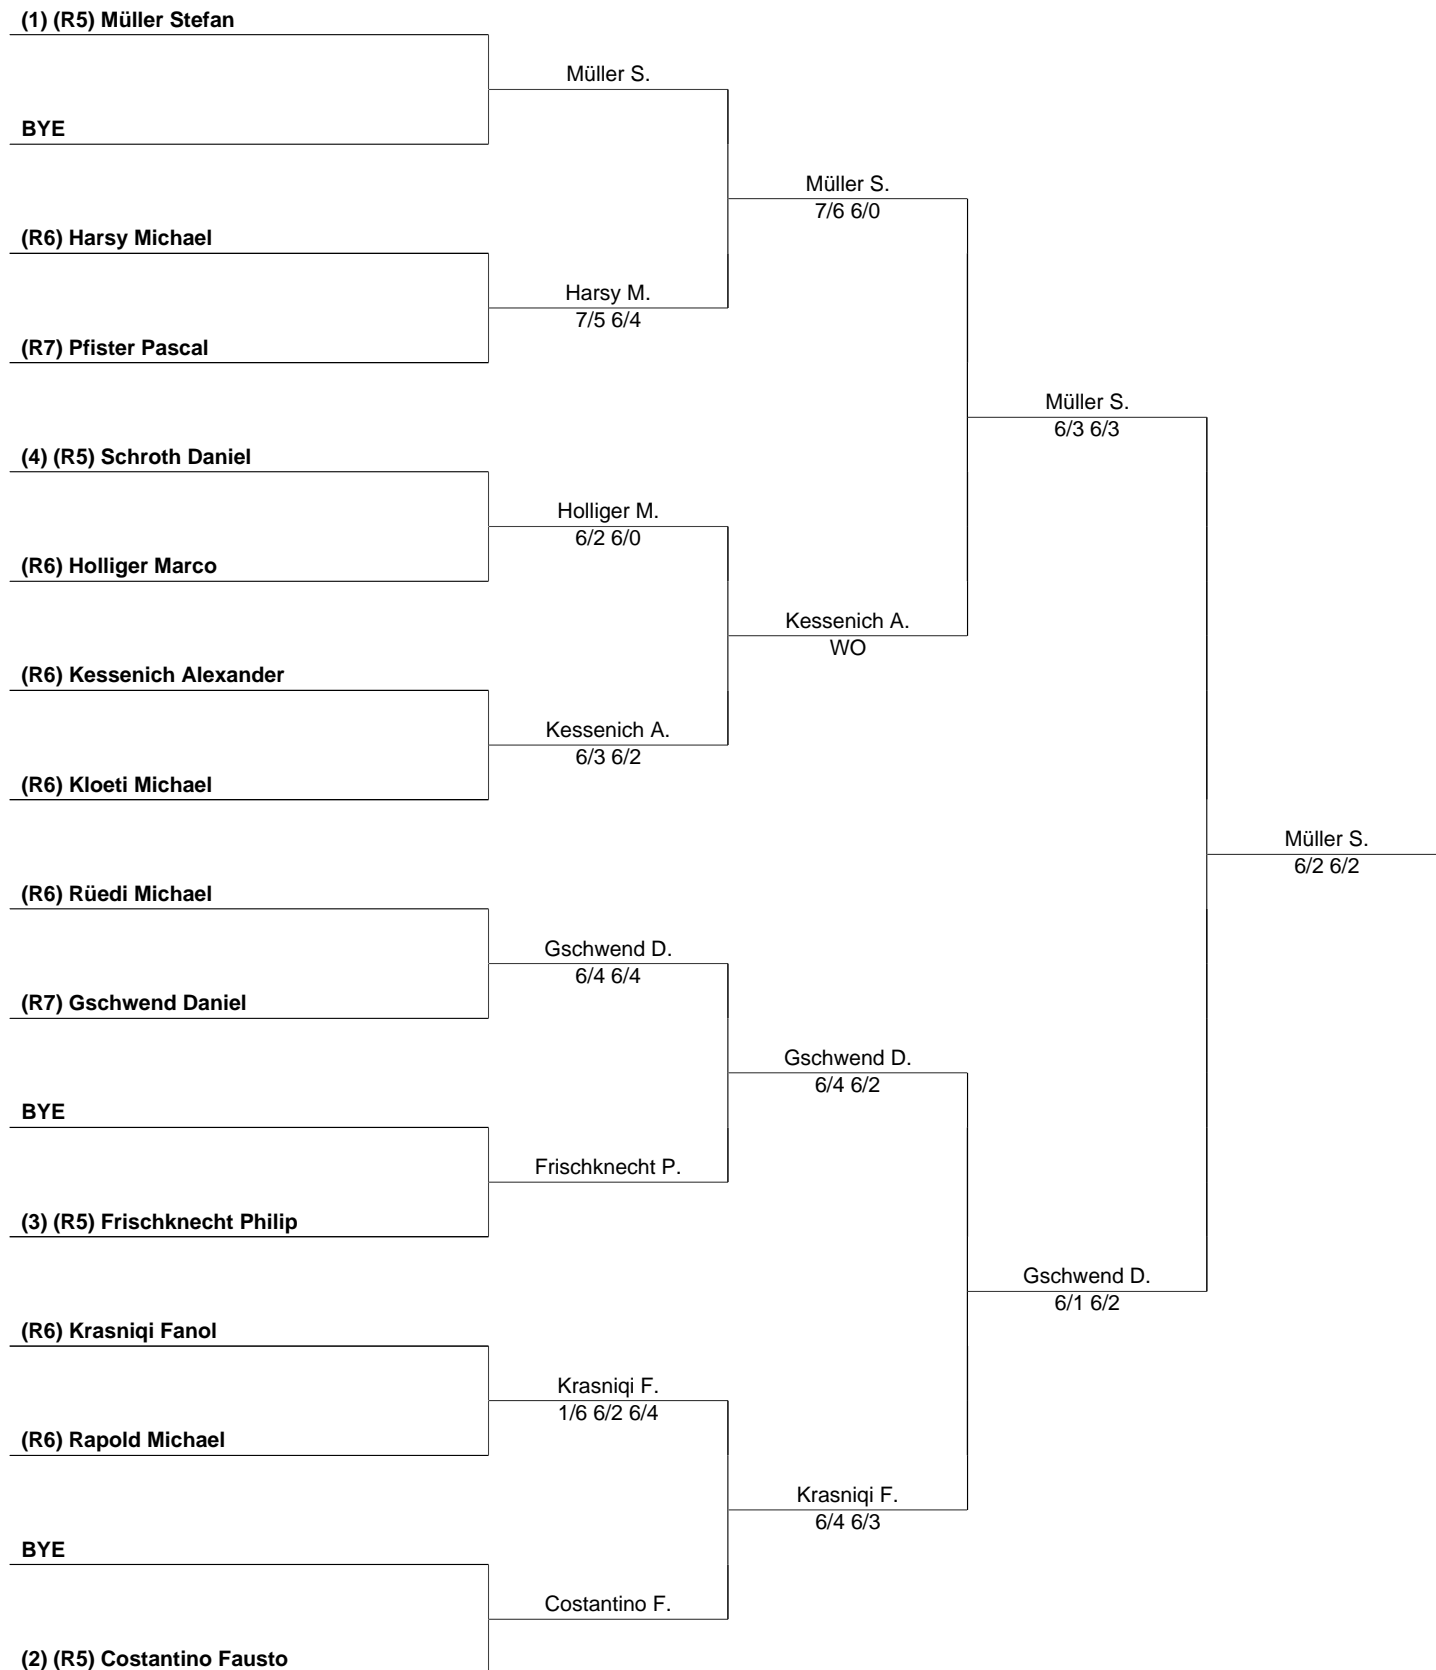 (1) (R5) Müller Stefan
Müller S.
BYE
Müller S.
7/6 6/0
(R6) Harsy Michael
Harsy M.
7/5 6/4
(R7) Pfister Pascal
Müller S.
6/3 6/3
(4) (R5) Schroth Daniel
Holliger M.
6/2 6/0
(R6) Holliger Marco
Kessenich A.
WO
(R6) Kessenich Alexander
Kessenich A.
6/3 6/2
(R6) Kloeti Michael
Müller S.
6/2 6/2
(R6) Rüedi Michael
Gschwend D.
6/4 6/4
(R7) Gschwend Daniel
Gschwend D.
6/4 6/2
BYE
Frischknecht P.
(3) (R5) Frischknecht Philip
Gschwend D.
6/1 6/2
(R6) Krasniqi Fanol
Krasniqi F.
1/6 6/2 6/4
(R6) Rapold Michael
Krasniqi F.
6/4 6/3
BYE
Costantino F.
(2) (R5) Costantino Fausto